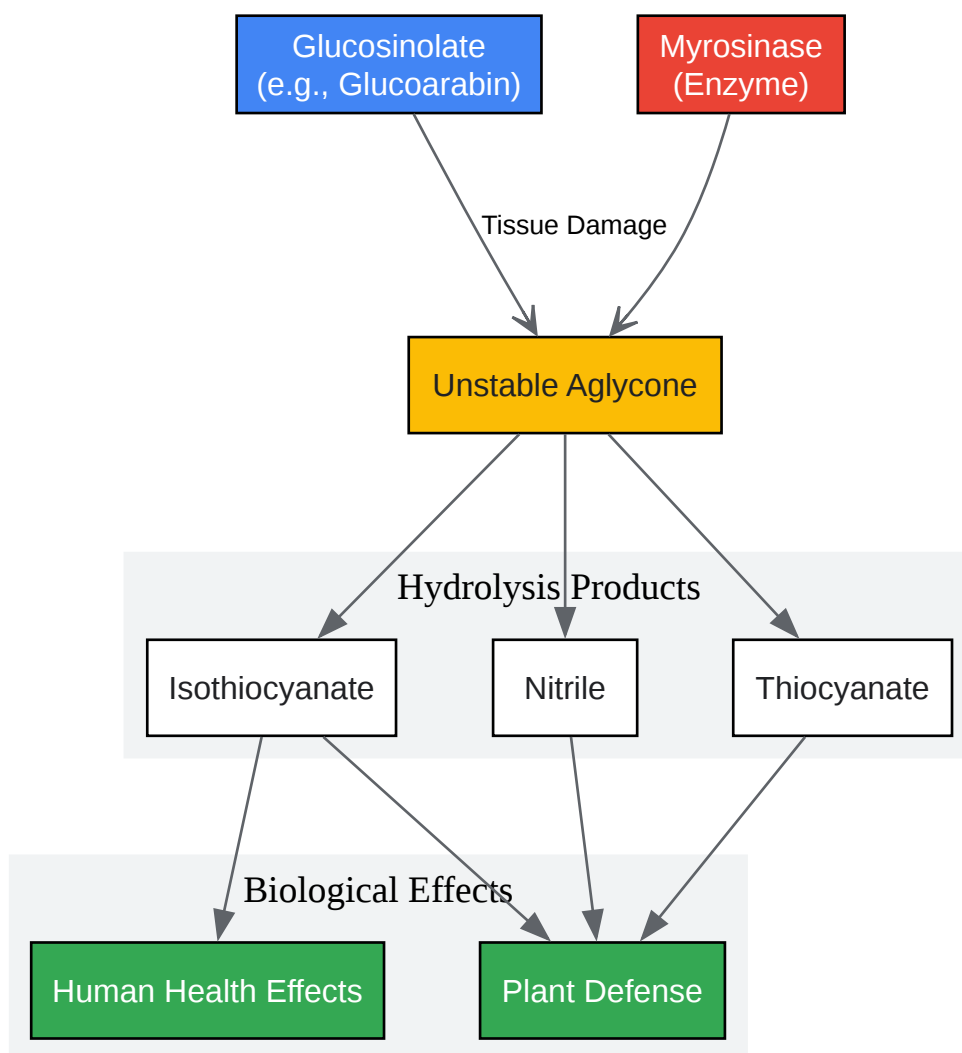 Glucosinolate
(e.g., Glucoarabin)
Myrosinase
(Enzyme)
Tissue Damage
Unstable Aglycone
Hydrolysis Products
Isothiocyanate
Nitrile
Thiocyanate
Biological Effects
Human Health Effects
Plant Defense